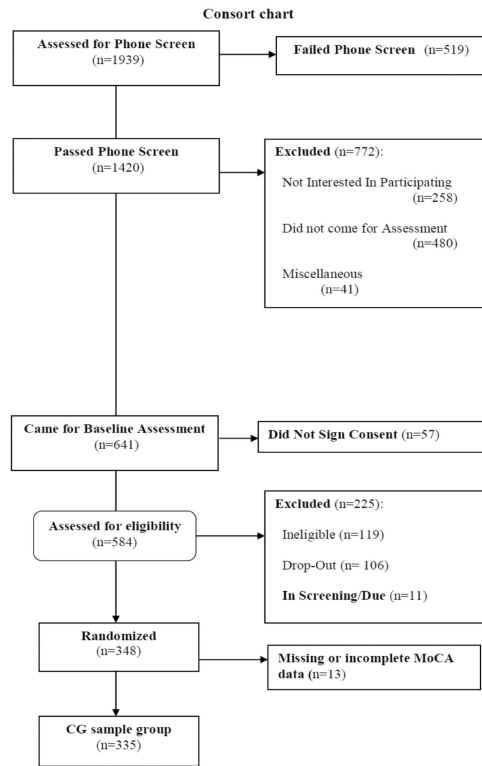 Consort chart
Assessed for Phone Screen
(n=1939)
Failed Phone Screen (n=519)
Passed Phone Screen
(n=1420)
Excluded (n=772):
Not Interested In Participating
(n=258)
Did not come for Assessment
(n=480)
Miscellaneous
(n=41)
Came for Baseline Assessment
(n=641)
Did Not Sign Consent (n=57)
Assessed for eligibility
(n=584)
Excluded (n=225):
Ineligible (n=119)
Drop-Out (n= 106)
In Screening/Due (n=11)
Randomized
(n=348)
Missing or incomplete MoCA
data (n=13)
CG sample group
(n=335)